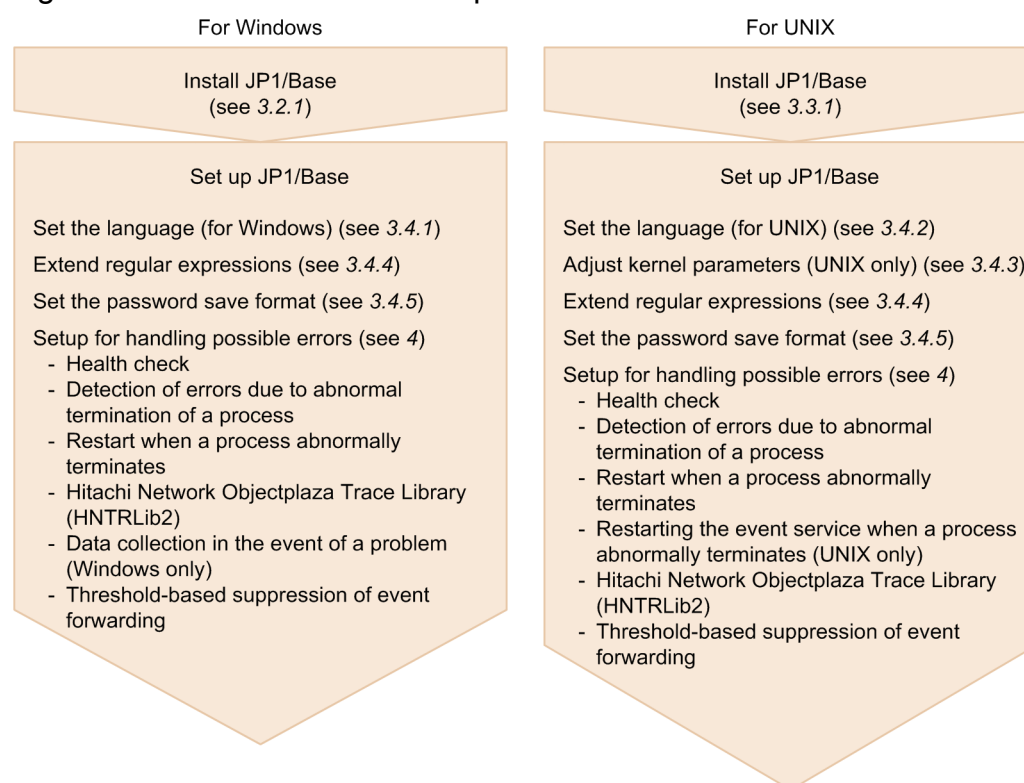 For Windows
Install JP1/Base
(see 3.2.1)
Set up JP1/Base
Set the language (for Windows) (see 3.4.1)
Extend regular expressions (see 3.4.4)
Set the password save format (see 3.4.5)
Setup for handling possible errors (see 4)
- Health check
- Detection of errors due to abnormal
termination of a process
- Restart when a process abnormally
terminates
- Hitachi Network Objectplaza Trace Library
(HNTRLib2)
- Data collection in the event of a problem
(Windows only)
- Threshold-based suppression of event
forwarding
For UNIX
Install JP1/Base
(see 3.3.1)
Set up JP1/Base
Set the language (for UNIX) (see 3.4.2)
Adjust kernel parameters (UNIX only) (see 3.4.3)
Extend regular expressions (see 3.4.4)
Set the password save format (see 3.4.5)
Setup for handling possible errors (see 4)
- Health check
- Detection of errors due to abnormal
termination of a process
- Restart when a process abnormally
terminates
- Restarting the event service when a process
abnormally terminates (UNIX only)
- Hitachi Network Objectplaza Trace Library
(HNTRLib2)
- Threshold-based suppression of event
forwarding